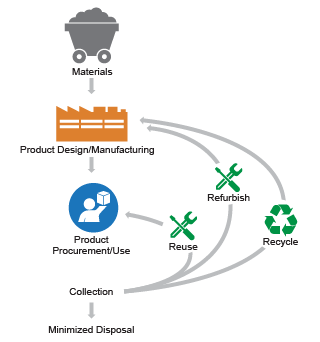 Materials
Product Design/Manufacturing
Refurbish
Recycle
Reuse
Product
Procurement/Use
Collection
Minimized Disposal